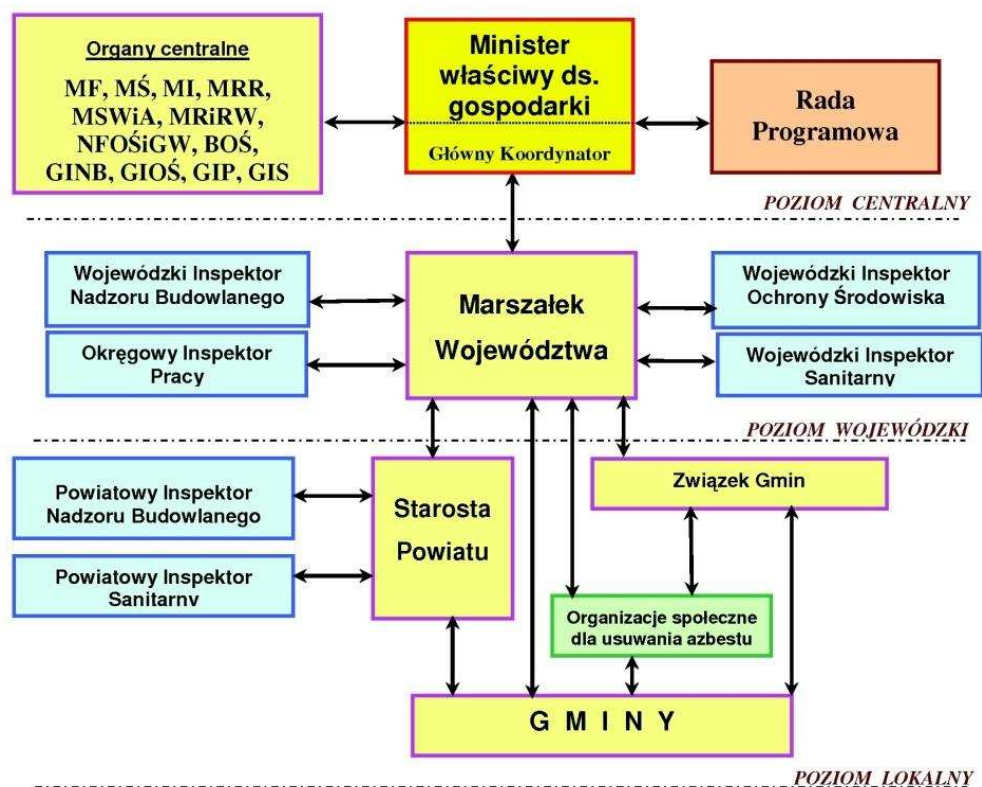 Organy centralne
MF, MŚ, MI, MRR,
MSWiA, MRiRW,
NFOŚiGW, BOŚ,
GINB, GIOŚ, GIP, GIS
Minister
właściwy ds.
gospodarki
Główny Koordynator
Rada
Programowa
POZIOM CENTRALNY
Wojewódzki Inspektor
Nadzoru Budowlanego
Okręgowy Inspektor
Pracy
Marszałek
Województwa
Wojewódzki Inspektor
Ochrony Środowiska
Wojewódzki Inspektor
Sanitarny
POZIOM WOJEWÓDZKI
Powiatowy Inspektor
Nadzoru Budowlanego
Powiatowy Inspektor
Sanitarny
Starosta
Powiatu
Związek Gmin
Organizacje społeczne
dla usuwania azbestu
G M I N Y
POZIOM LOKALNY